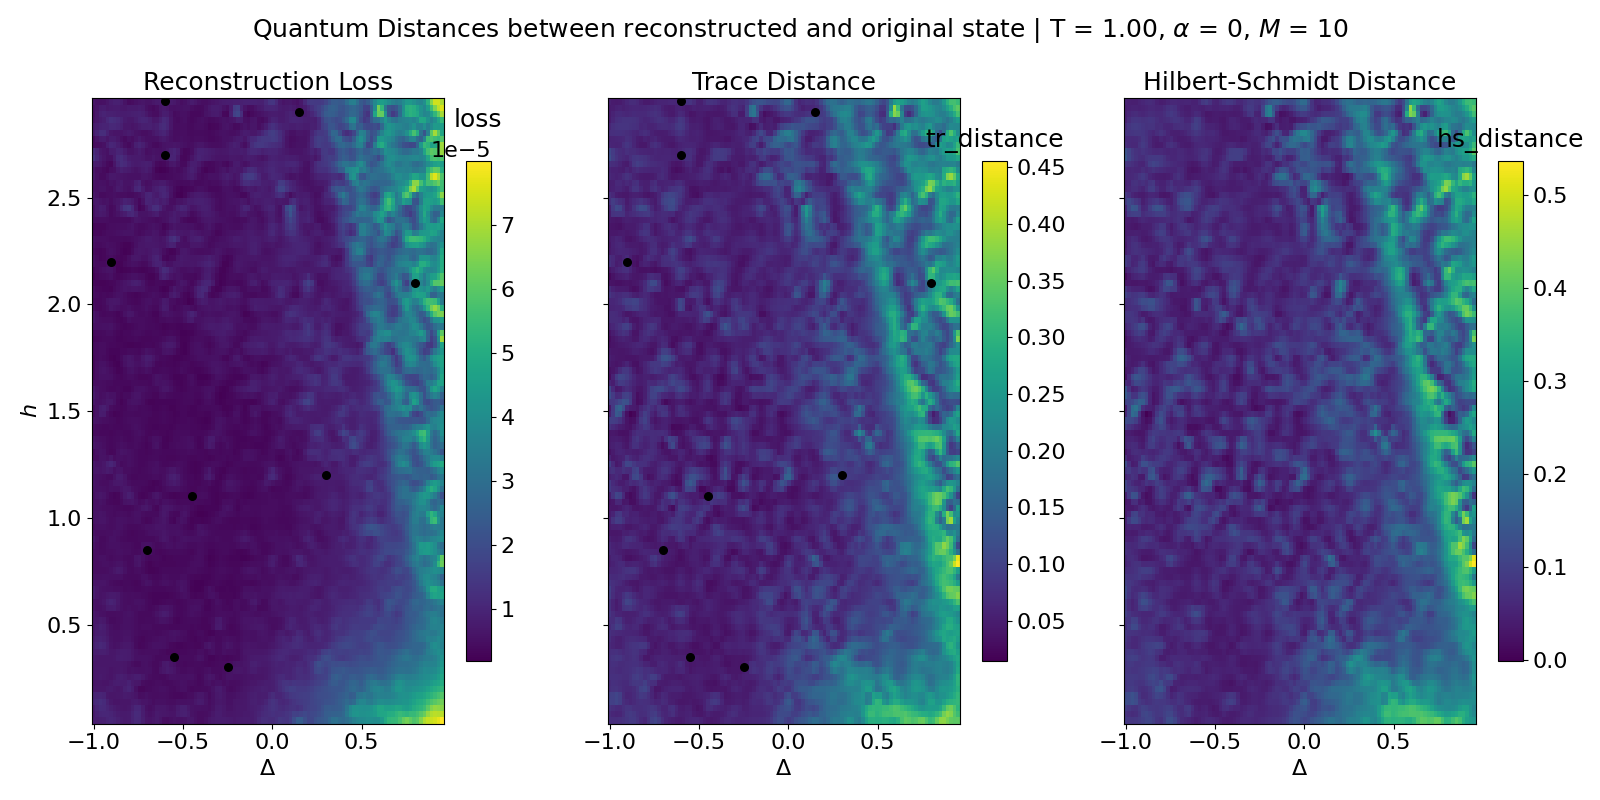 Quantum Distances between reconstructed and original state | T = 1.00, α = 0, M = 10
Reconstruction Loss
Trace Distance
Hilbert-Schmidt Distance
loss
1e−5
tr_distance
hs_distance
2.5
2.0
1.5
1.0
0.5
h
7
6
5
4
3
2
1
0.45
0.40
0.35
0.30
0.25
0.20
0.15
0.10
0.05
0.5
0.4
0.3
0.2
0.1
0.0
−1.0 −0.5 0.0 0.5
−1.0 −0.5 0.0 0.5
−1.0 −0.5 0.0 0.5
Δ
Δ
Δ